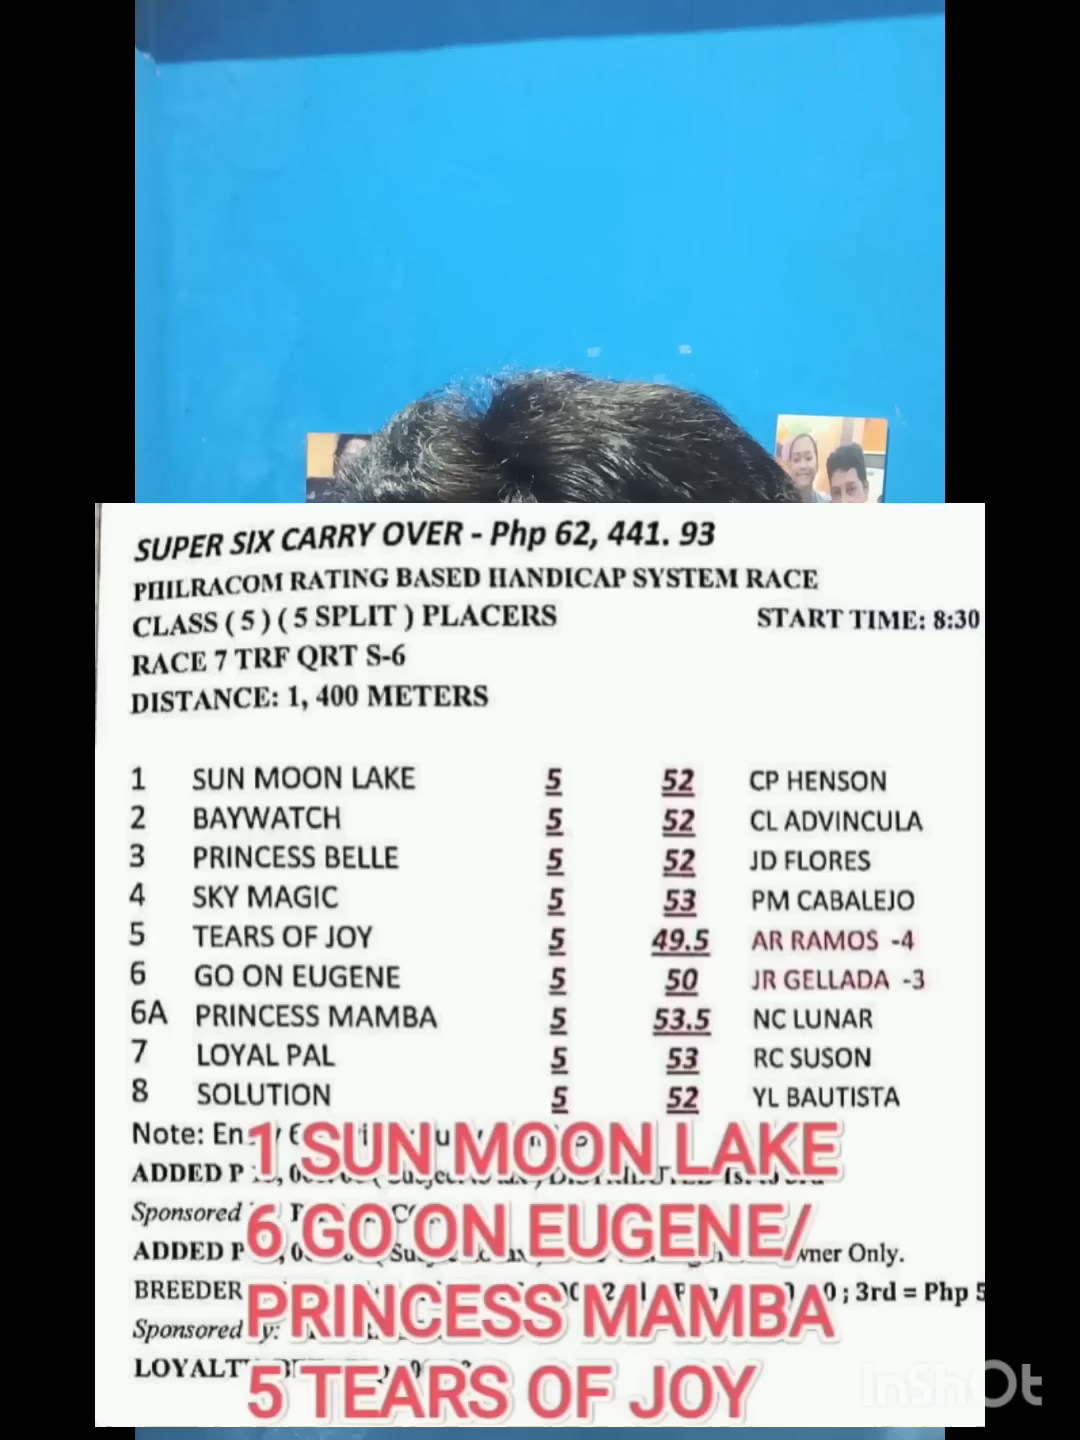 SUPER SIX CARRY OVER - Php 62, 441. 93
PHILRACOM RATING BASED HANDICAP SYSTEM RACE
CLASS ( 5 ) ( 5 SPLIT ) PLACERS START TIME: 8:30
RACE 7 TRF QRT S-6
DISTANCE: 1, 400 METERS
1 SUN MOON LAKE 5 52 CP HENSON
2 BAYWATCH 5 52 CL ADVINCULA
3 PRINCESS BELLE 5 52 JD FLORES
4 SKY MAGIC 5 53 PM CABALEJO
5 TEARS OF JOY 5 49.5 AR RAMOS -4
6 GO ON EUGENE 5 50 JR GELLADA -3
6A PRINCESS MAMBA 5 53.5 NC LUNAR
7 LOYAL PAL 5 53 RC SUSON
8 SOLUTION 5 52 YL BAUTISTA
Note:
1 SUN MOON LAKE
ADDED P
Sponsored
6 GO ON EUGENE/
ADDED P Only.
BREEDER ; 3rd = Php 5
PRINCESS MAMBA
Sponsored
5 TEARS OF JOY
InShOt